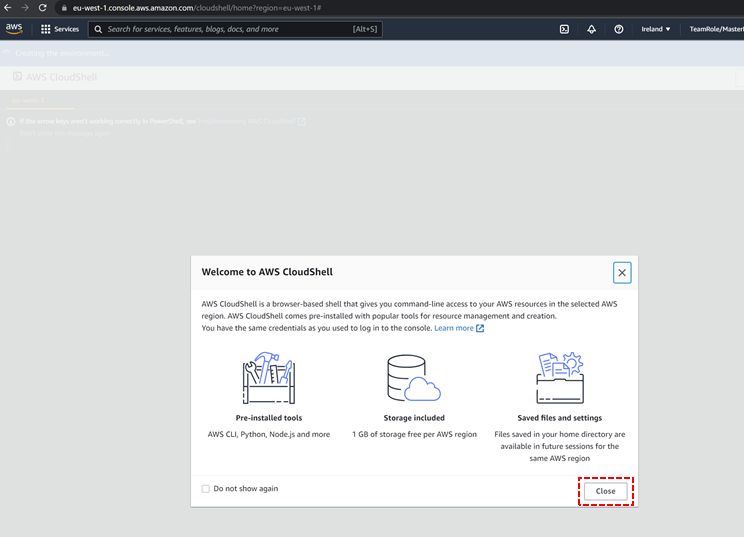 eu-west-1.console.aws.amazon.com/cloudshell/home?region=eu-west-1#
aws
Services
Search for services, features, blogs, docs, and more
[Alt+S]
Ireland ▼
TeamRole/Master
Creating the environment...
AWS CloudShell
eu-west-1
If the arrow keys aren't working correctly in PowerShell, see troubleshooting AWS CloudShell
Don't show this message again
Welcome to AWS CloudShell
AWS CloudShell is a browser-based shell that gives you command-line access to your AWS resources in the selected AWS
region. AWS CloudShell comes pre-installed with popular tools for resource management and creation.
You have the same credentials as you used to log in to the console. Learn more
Pre-installed tools
AWS CLI, Python, Node.js and more
Storage included
1 GB of storage free per AWS region
Saved files and settings
Files saved in your home directory are
available in future sessions for the
same AWS region
Do not show again
Close